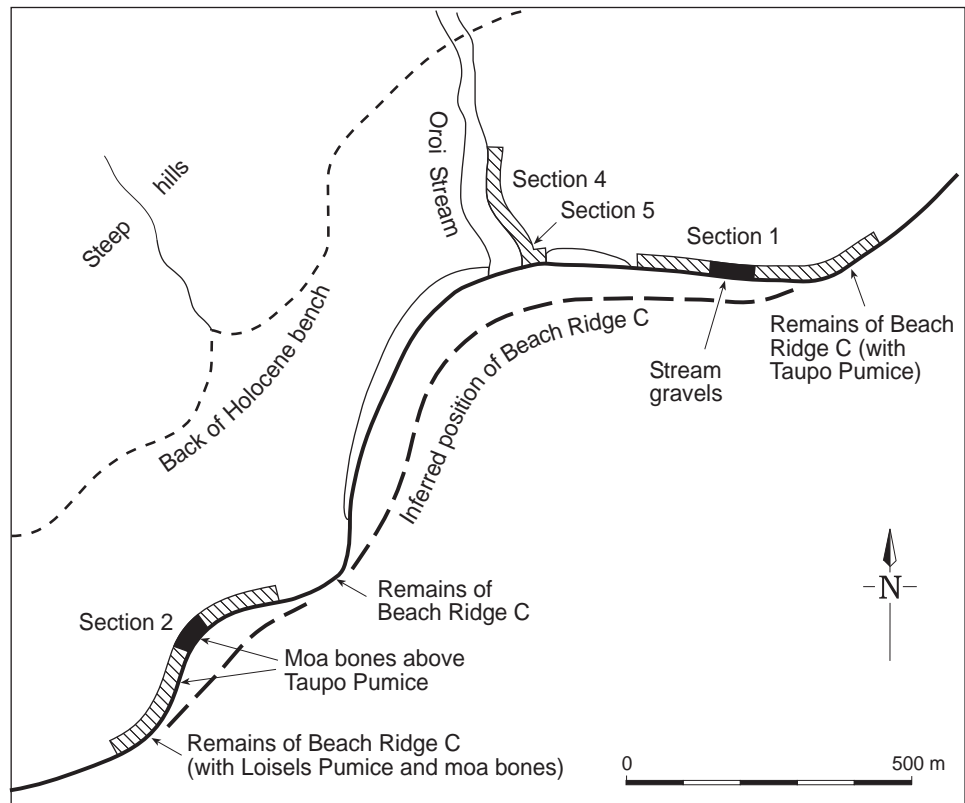 Oroi Stream
Steep hills
Section 4
Section 5
Section 1
Back of Holocene bench
Inferred position of Beach Ridge C
Stream
gravels
Remains of Beach
Ridge C (with
Taupo Pumice)
Remains of
Beach Ridge C
N
Section 2
Moa bones above
Taupo Pumice
Remains of Beach Ridge C
(with Loisels Pumice and moa bones)
0 500 m